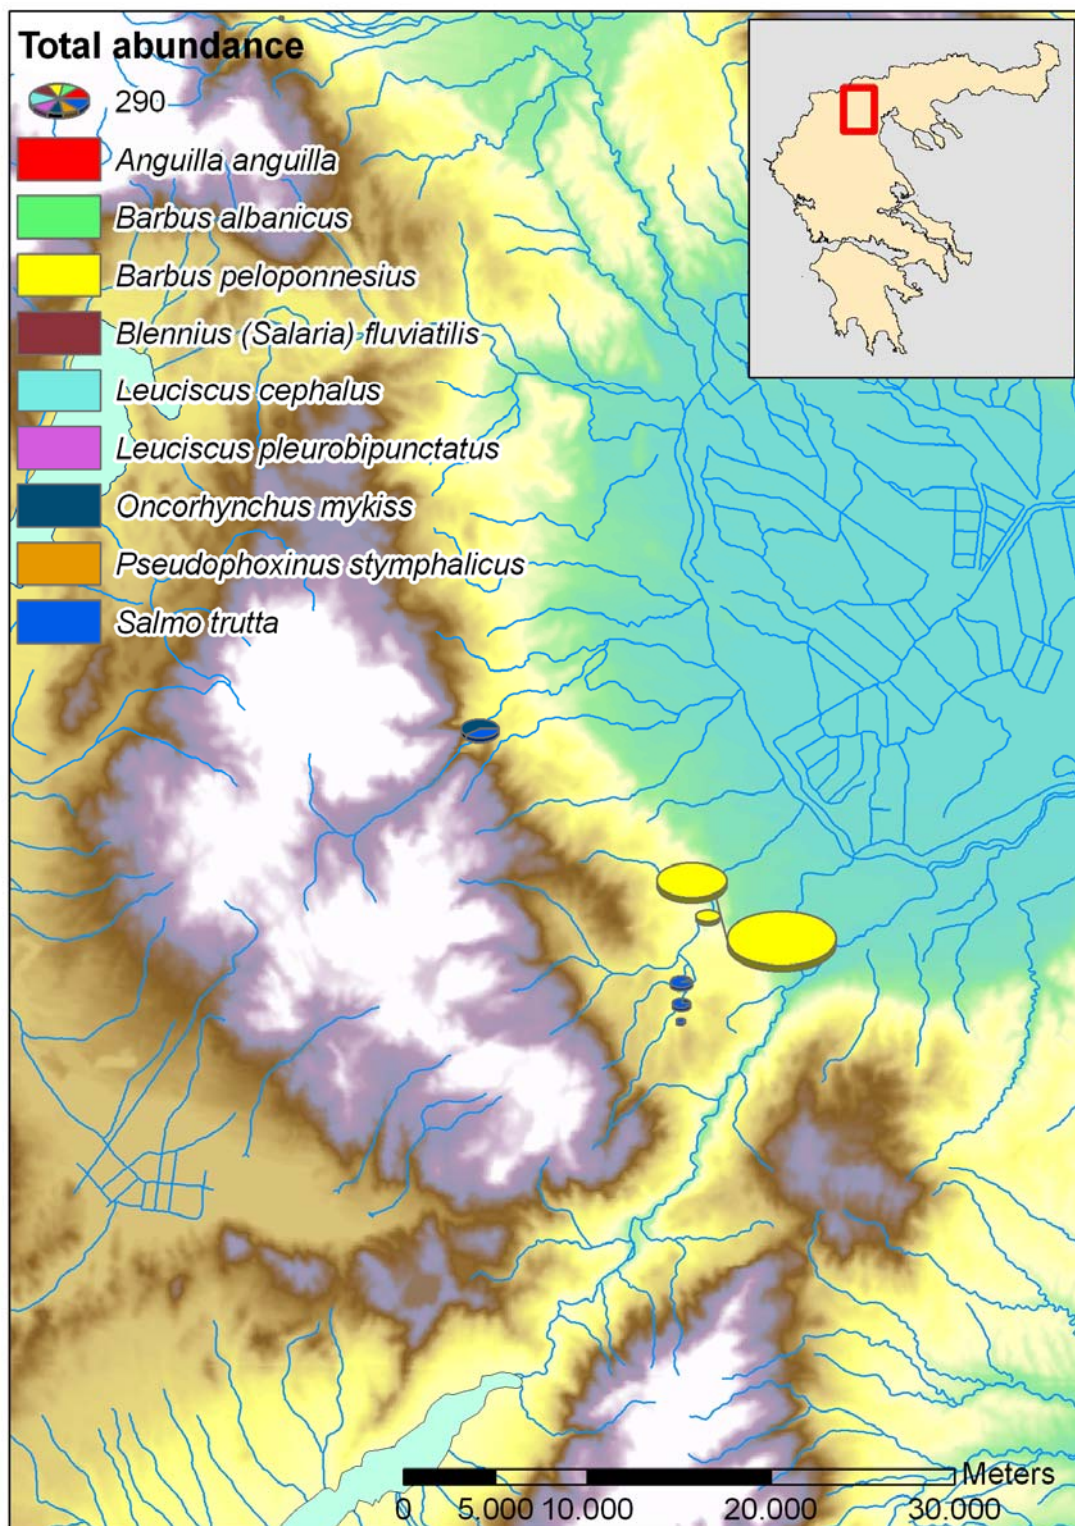 Total abundance
290
Anguilla anguilla
Barbus albanicus
Barbus peloponnesius
Blennius (Salaria) fluviatilis
Leuciscus cephalus
Leuciscus pleurobipunctatus
Oncorhynchus mykiss
Pseudophoxinus stymphalicus
Salmo trutta
Meters
0 5.000 10.000 20.000 30.000